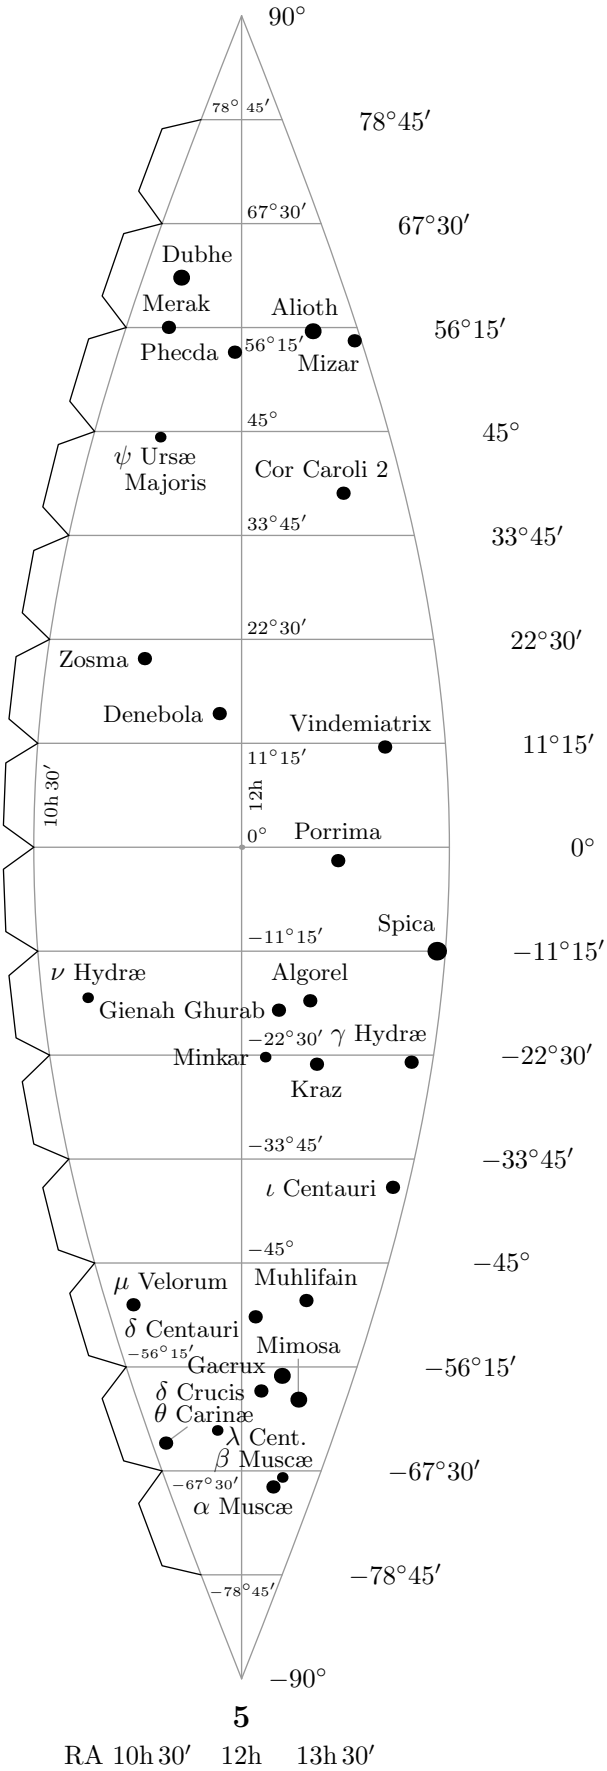 90°
78° 45′
78°45′
67°30′
67°30′
Dubhe
Merak
Alioth
56°15′
Phecda
56°15′
Mizar
45°
45°
ψ Ursæ
Majoris
Cor Caroli 2
33°45′
33°45′
22°30′
22°30′
Zosma
Denebola
Vindemiatrix
11°15′
11°15′
10h 30′
12h
0°
Porrima
0°
Spica
−11°15′
−11°15′
ν Hydræ
Algorel
Gienah Ghurab
−22°30′
γ Hydræ
Minkar
−22°30′
Kraz
−33°45′
−33°45′
ι Centauri
−45°
−45°
μ Velorum
Muhlifain
δ Centauri
Mimosa
−56°15′
Gacrux
−56°15′
δ Crucis
θ Carinæ
λ Cent.
β Muscæ
−67°30′
−67°30′
α Muscæ
−78°45′
−78°45′
−90°
5
RA 10h 30′ 12h 13h 30′